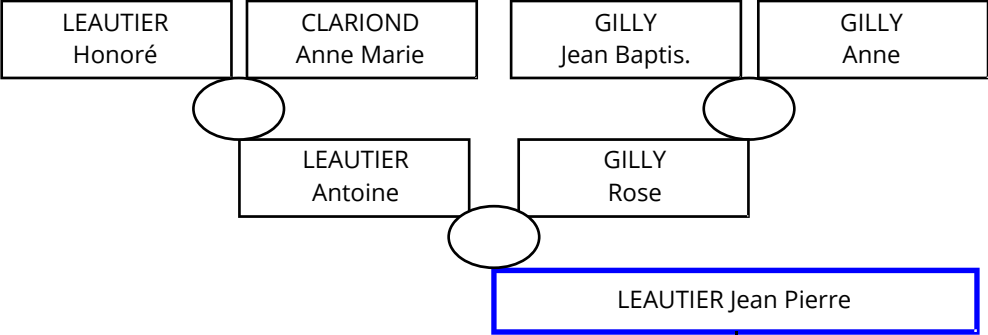 LEAUTIER
Honoré
CLARIOND
Anne Marie
GILLY
Jean Baptis.
GILLY
Anne
LEAUTIER
Antoine
GILLY
Rose
LEAUTIER Jean Pierre